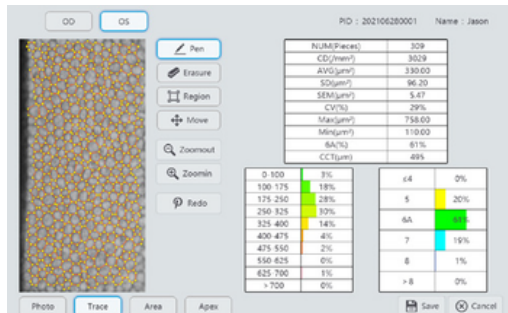 OD OS PID : 202106280001 Name : Jason
Pen
Erasure
Region
Move
Zoomout
Zoomin
Redo
NUM(Pieces) 309
CD(/mm²) 3029
AVG(μm²) 330.00
SD(μm²) 96.20
SEM(μm²) 5.47
CV(%) 29%
Max(μm²) 758.00
Min(μm²) 110.00
6A(%) 61%
CCT(μm) 495
0-100 3%
100-175 18%
175-250 28%
250-325 30%
325-400 14%
400-475 4%
475-550 2%
550-625 0%
625-700 1%
> 700 0%
≤4 0%
5 20%
6A 61%
7 19%
8 1%
> 8 0%
Photo Trace Area Apex Save Cancel